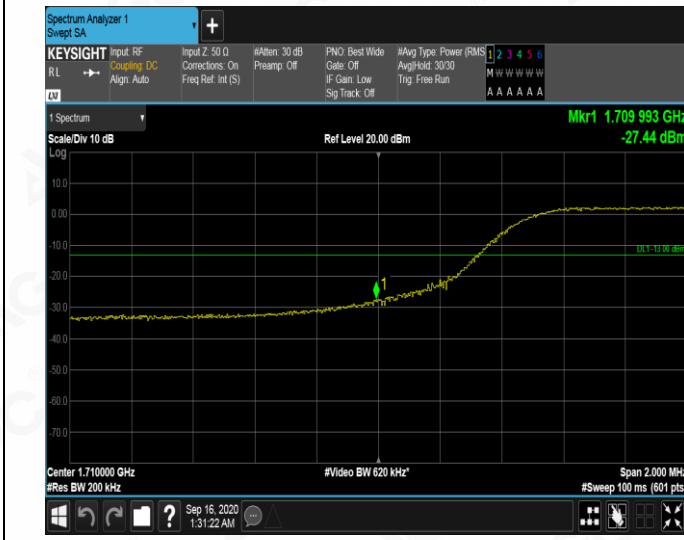 Spectrum Analyzer 1
Swept SA
+
KEYSIGHT Input: RF Input Z: 50 Ω #Atten: 30 dB PNO: Best Wide #Avg Type: Power (RMS 1 2 3 4 5 6
RL Coupling: DC Corrections: On Preamp: Off Gate: Off Avg|Hold: 30/30 M W W W W W
Align: Auto Freq Ref: Int (S) IF Gain: Low Trig: Free Run
LXI Sig Track: Off A A A A A A
1 Spectrum Mkr1 1.709 993 GHz
Scale/Div 10 dB Ref Level 20.00 dBm -27.44 dBm
Log
10.0
0.00
-10.0
DL1 -13.00 dBm
-20.0
1
-30.0
-40.0
-50.0
-60.0
-70.0
Center 1.710000 GHz #Video BW 620 kHz* Span 2.000 MHz
#Res BW 200 kHz #Sweep 100 ms (601 pts
? Sep 16, 2020
1:31:22 AM